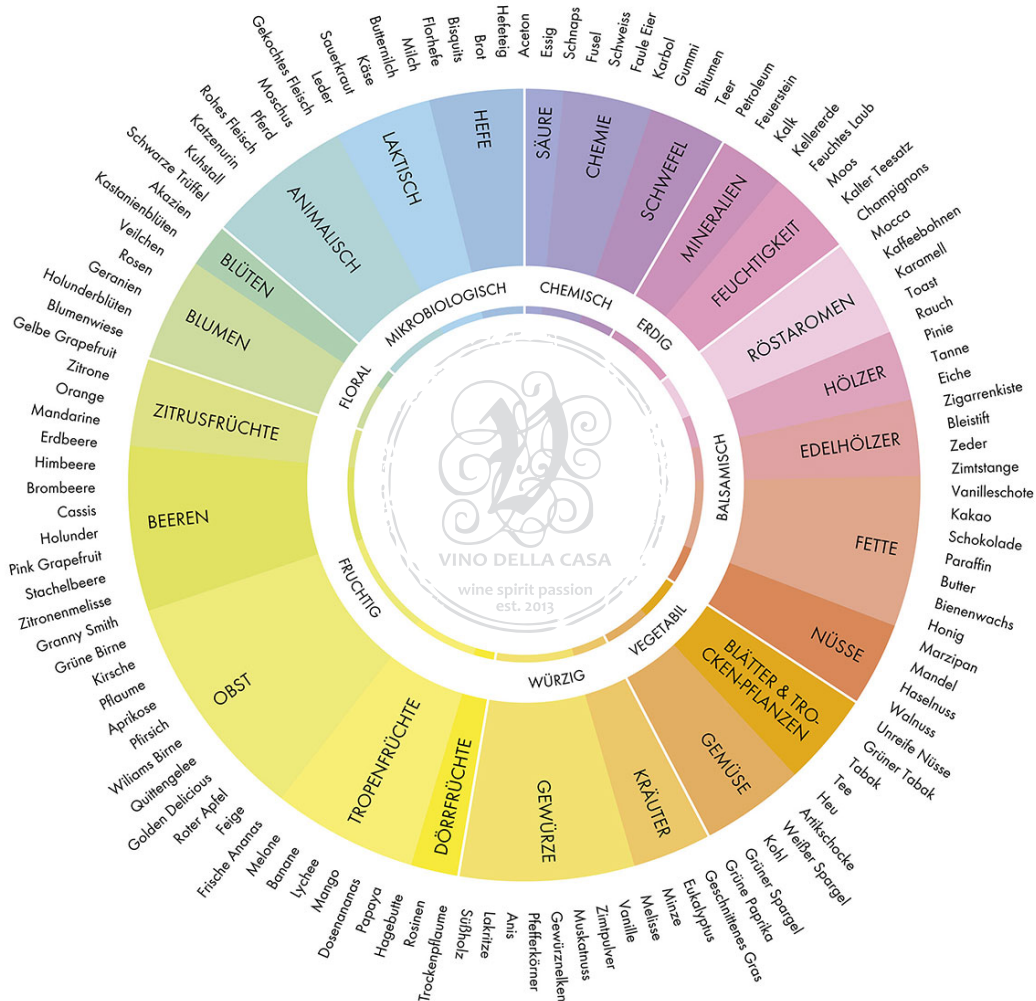 Aceton
Essig
Schnaps
Fusel
Schweiss
Faule Eier
Karbol
Gummi
Bitumen
Teer
Petroleum
Feuerstein
Kalk
Kellererde
Feuchtes Laub
Moos
Kalter Teesatz
Champignons
Mocca
Kaffeebohnen
Karamell
Toast
Rauch
Pinie
Tanne
Eiche
Zigarrenkiste
Bleistift
Zeder
Zimtstange
Vanilleschote
Kakao
Schokolade
Paraffin
Butter
Bienenwachs
Honig
Marzipan
Mandel
Haselnuss
Walnuss
Unreife Nüsse
Grüner Tabak
Tabak
Tee
Heu
Artikschocke
Weißer Spargel
Kohl
Grüner Spargel
Grüne Paprika
Geschnittenes Gras
Eukalyptus
Minze
Melisse
Vanille
Zimtpulver
Muskatnuss
Gewürznelken
Pfefferkörner
Anis
Lakritze
Süßholz
Trockenpflaume
Rosinen
Hagebutte
Papaya
Dosenananas
Mango
Lychee
Banane
Melone
Frische Ananas
Feige
Roter Apfel
Golden Delicious
Quittengelee
Wiliams Birne
Pfirsich
Aprikose
Pflaume
Kirsche
Grüne Birne
Granny Smith
Zitronenmelisse
Stachelbeere
Pink Grapefruit
Holunder
Cassis
Brombeere
Himbeere
Erdbeere
Mandarine
Orange
Zitrone
Gelbe Grapefruit
Blumenwiese
Holunderblüten
Geranien
Rosen
Veilchen
Kastanienblüten
Akazien
Schwarze Trüffel
Kuhstall
Katzenurin
Rohes Fleisch
Pferd
Moschus
Gekochtes Fleisch
Leder
Sauerkraut
Käse
Butternilch
Milch
Florhefe
Bisquits
Brot
Hefeteig
SÄURE
CHEMIE
SCHWEFEL
MINERALIEN
FEUCHTIGKEIT
RÖSTAROMEN
HÖLZER
EDELHÖLZER
FETTE
NÜSSE
BLÄTTER & TRO-
CKEN-PFLANZEN
GEMÜSE
KRÄUTER
GEWÜRZE
DÖRRFRÜCHTE
TROPENFRÜCHTE
OBST
BEEREN
ZITRUSFRÜCHTE
BLUMEN
BLÜTEN
ANIMALISCH
LAKTISCH
HEFE
CHEMISCH
ERDIG
BALSAMISCH
VEGETABIL
WÜRZIG
FRUCHTIG
FLORAL
MIKROBIOLOGISCH
VINO DELLA CASA
wine spirit passion
est. 2013